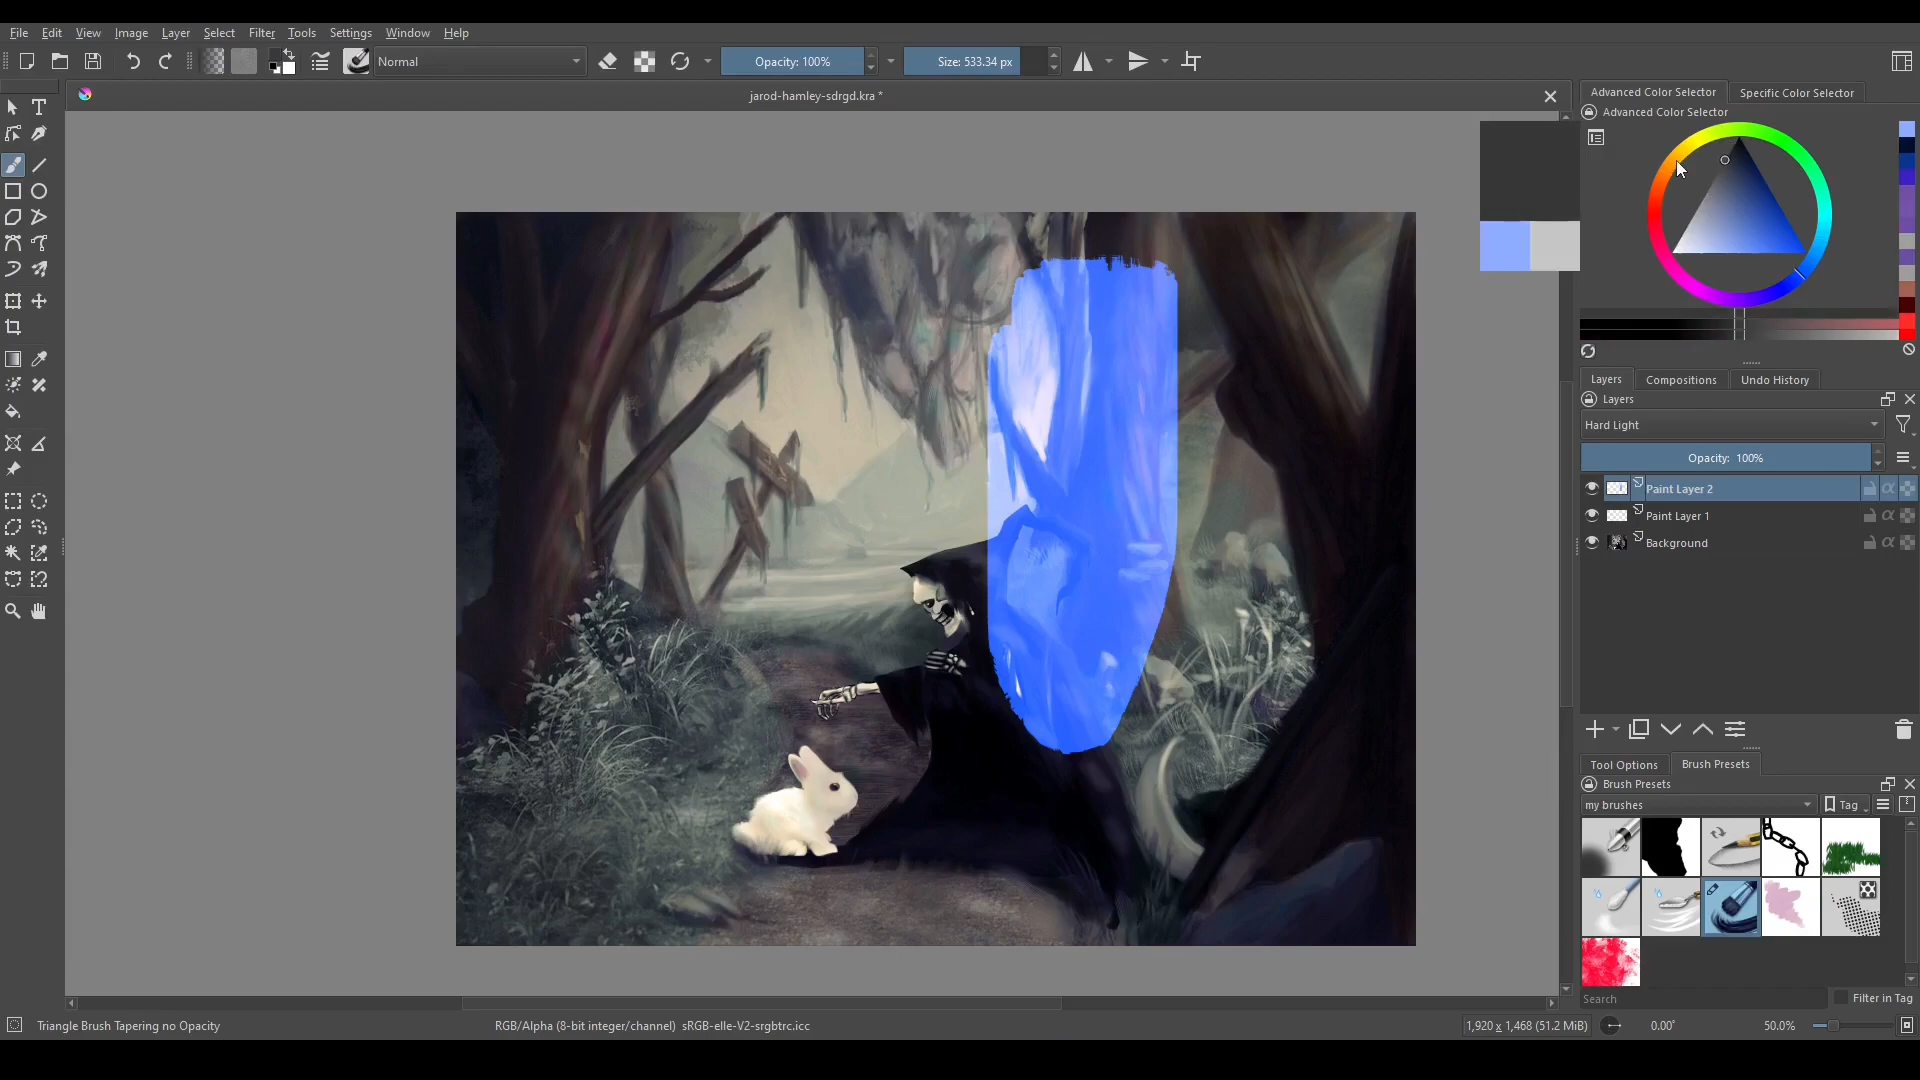 File Edit View Image Layer Select Filter Tools Settings Window Help
Normal Opacity: 100% Size: 533.34 px
jarod-hamley-sdrgd.kra *
Advanced Color Selector Specific Color Selector
Advanced Color Selector
Layers Compositions Undo History
Layers
Hard Light
Opacity: 100%
Paint Layer 2
Paint Layer 1
Background
Tool Options Brush Presets
Brush Presets
my brushes Tag
Search Filter in Tag
Triangle Brush Tapering no Opacity RGB/Alpha (8-bit integer/channel) sRGB-elle-V2-srgbtrc.icc 1,920 x 1,468 (51.2 MiB) 0.00° 50.0%